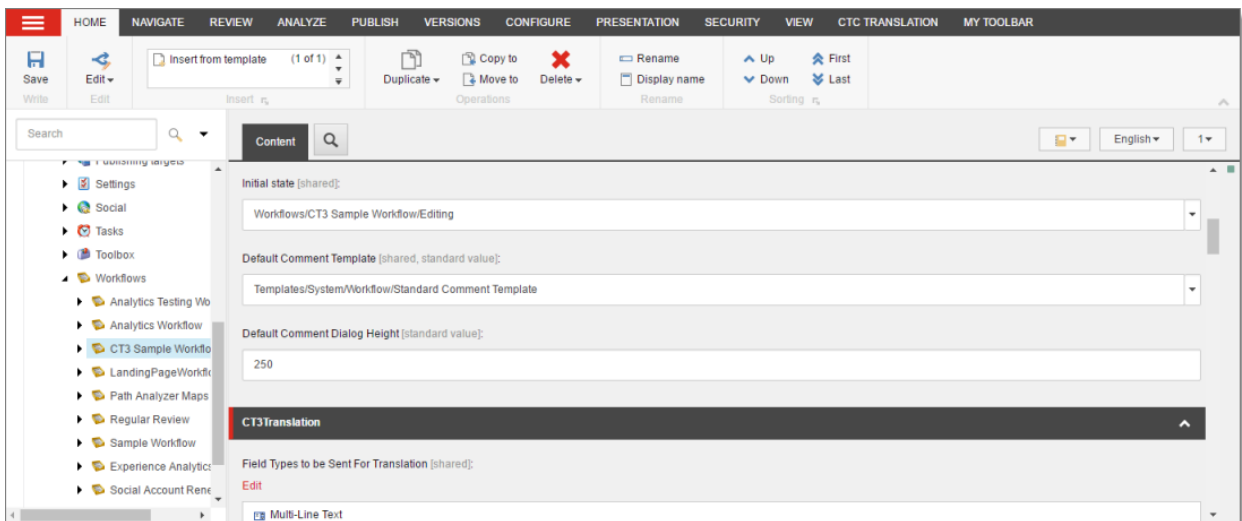 HOME NAVIGATE REVIEW ANALYZE PUBLISH VERSIONS CONFIGURE PRESENTATION SECURITY VIEW CTC TRANSLATION MY TOOLBAR
Insert from template (1 of 1) Copy to Rename Up First
Save Edit Duplicate Move to Delete Display name Down Last
Write Edit Insert Operations Rename Sorting
Search Content English 1
Publishing targets
Settings
Social
Tasks
Toolbox
Workflows
Analytics Testing Wo
Analytics Workflow
CT3 Sample Workflo
LandingPageWorkflo
Path Analyzer Maps
Regular Review
Sample Workflow
Experience Analytics
Social Account Rene
Initial state [shared]:
Workflows/CT3 Sample Workflow/Editing
Default Comment Template [shared, standard value]:
Templates/System/Workflow/Standard Comment Template
Default Comment Dialog Height [standard value]:
250
CT3Translation
Field Types to be Sent For Translation [shared]:
Edit
Multi-Line Text